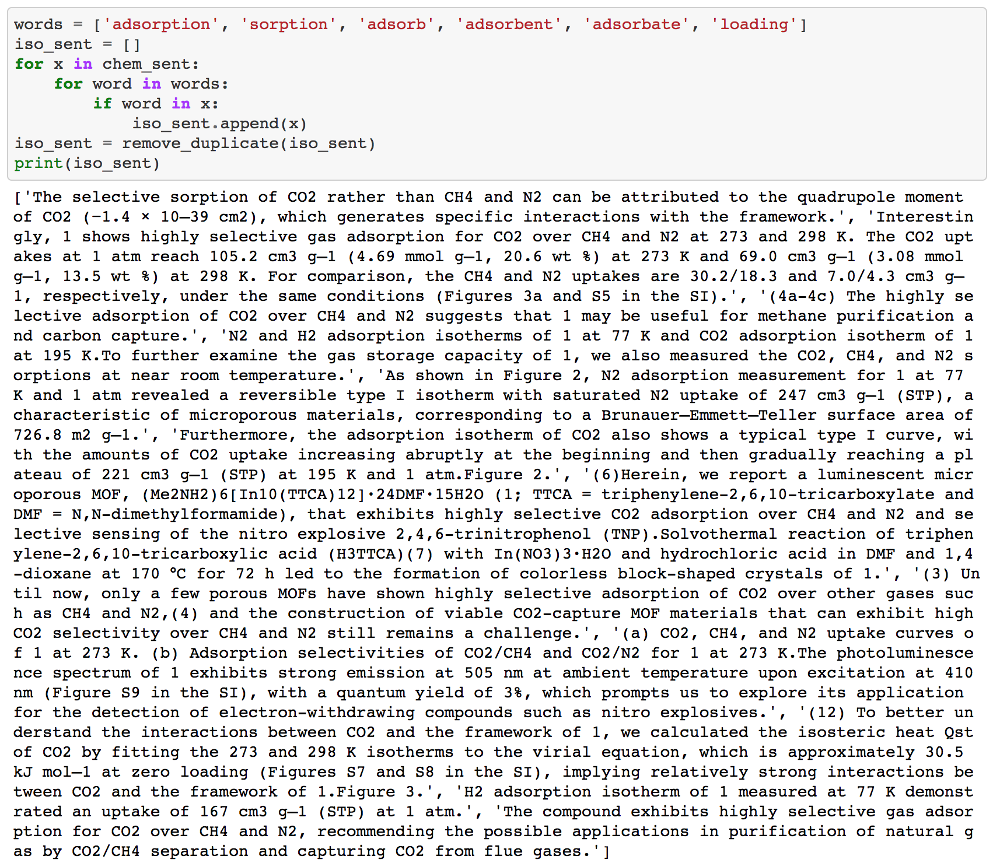 words = ['adsorption', 'sorption', 'adsorb', 'adsorbent', 'adsorbate', 'loading']
iso_sent = []
for x in chem_sent:
    for word in words:
        if word in x:
            iso_sent.append(x)
iso_sent = remove_duplicate(iso_sent)
print(iso_sent)
['The selective sorption of CO2 rather than CH4 and N2 can be attributed to the quadrupole moment
of CO2 (−1.4 × 10–39 cm2), which generates specific interactions with the framework.', 'Interestin
gly, 1 shows highly selective gas adsorption for CO2 over CH4 and N2 at 273 and 298 K. The CO2 upt
akes at 1 atm reach 105.2 cm3 g–1 (4.69 mmol g–1, 20.6 wt %) at 273 K and 69.0 cm3 g–1 (3.08 mmol
g–1, 13.5 wt %) at 298 K. For comparison, the CH4 and N2 uptakes are 30.2/18.3 and 7.0/4.3 cm3 g–
1, respectively, under the same conditions (Figures 3a and S5 in the SI).', '(4a-4c) The highly se
lective adsorption of CO2 over CH4 and N2 suggests that 1 may be useful for methane purification a
nd carbon capture.', 'N2 and H2 adsorption isotherms of 1 at 77 K and CO2 adsorption isotherm of 1
at 195 K.To further examine the gas storage capacity of 1, we also measured the CO2, CH4, and N2 s
orptions at near room temperature.', 'As shown in Figure 2, N2 adsorption measurement for 1 at 77
K and 1 atm revealed a reversible type I isotherm with saturated N2 uptake of 247 cm3 g–1 (STP), a
characteristic of microporous materials, corresponding to a Brunauer–Emmett–Teller surface area of
726.8 m2 g–1.', 'Furthermore, the adsorption isotherm of CO2 also shows a typical type I curve, wi
th the amounts of CO2 uptake increasing abruptly at the beginning and then gradually reaching a pl
ateau of 221 cm3 g–1 (STP) at 195 K and 1 atm.Figure 2.', '(6)Herein, we report a luminescent micr
oporous MOF, (Me2NH2)6[In10(TTCA)12]·24DMF·15H2O (1; TTCA = triphenylene-2,6,10-tricarboxylate and
DMF = N,N-dimethylformamide), that exhibits highly selective CO2 adsorption over CH4 and N2 and se
lective sensing of the nitro explosive 2,4,6-trinitrophenol (TNP).Solvothermal reaction of triphen
ylene-2,6,10-tricarboxylic acid (H3TTCA)(7) with In(NO3)3·H2O and hydrochloric acid in DMF and 1,4
-dioxane at 170 °C for 72 h led to the formation of colorless block-shaped crystals of 1.', '(3) Un
til now, only a few porous MOFs have shown highly selective adsorption of CO2 over other gases suc
h as CH4 and N2,(4) and the construction of viable CO2-capture MOF materials that can exhibit high
CO2 selectivity over CH4 and N2 still remains a challenge.', '(a) CO2, CH4, and N2 uptake curves o
f 1 at 273 K. (b) Adsorption selectivities of CO2/CH4 and CO2/N2 for 1 at 273 K.The photoluminesce
nce spectrum of 1 exhibits strong emission at 505 nm at ambient temperature upon excitation at 410
nm (Figure S9 in the SI), with a quantum yield of 3%, which prompts us to explore its application
for the detection of electron-withdrawing compounds such as nitro explosives.', '(12) To better un
derstand the interactions between CO2 and the framework of 1, we calculated the isosteric heat Qst
of CO2 by fitting the 273 and 298 K isotherms to the virial equation, which is approximately 30.5
kJ mol–1 at zero loading (Figures S7 and S8 in the SI), implying relatively strong interactions be
tween CO2 and the framework of 1.Figure 3.', 'H2 adsorption isotherm of 1 measured at 77 K demonst
rated an uptake of 167 cm3 g–1 (STP) at 1 atm.', 'The compound exhibits highly selective gas adsor
ption for CO2 over CH4 and N2, recommending the possible applications in purification of natural g
as by CO2/CH4 separation and capturing CO2 from flue gases.']